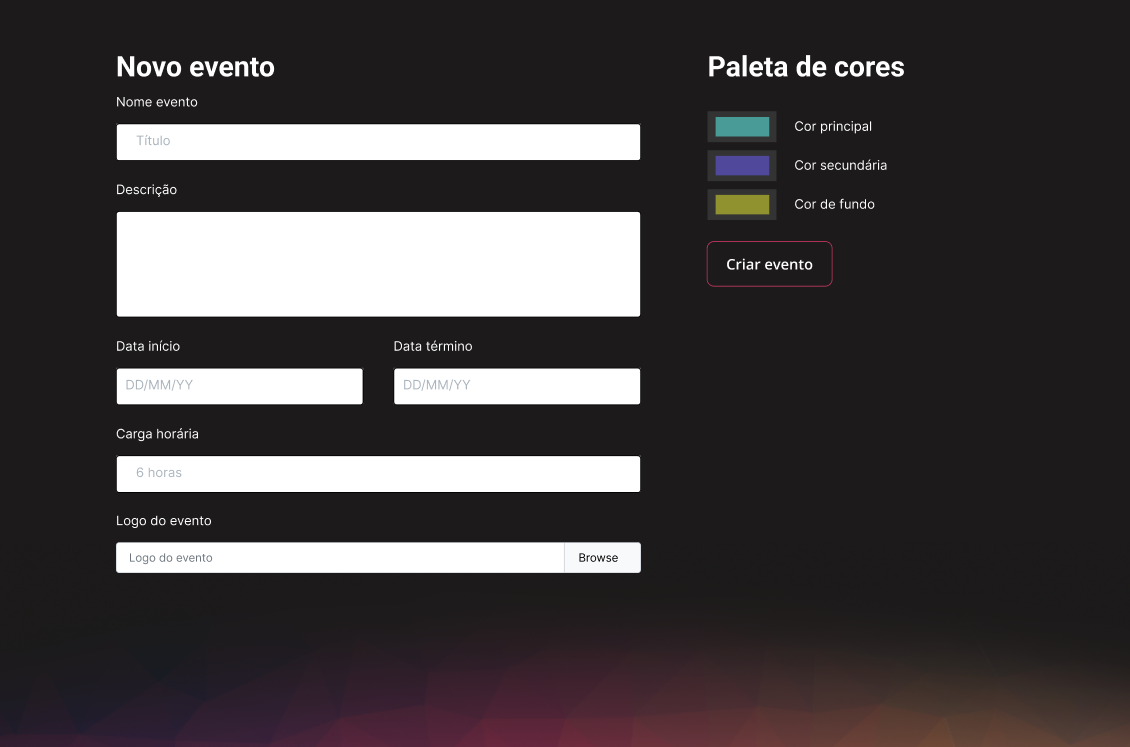 Novo evento
Nome evento
Título
Descrição
Data início
Data término
DD/MM/YY
DD/MM/YY
Carga horária
6 horas
Logo do evento
Logo do evento
Browse
Paleta de cores
Cor principal
Cor secundária
Cor de fundo
Criar evento